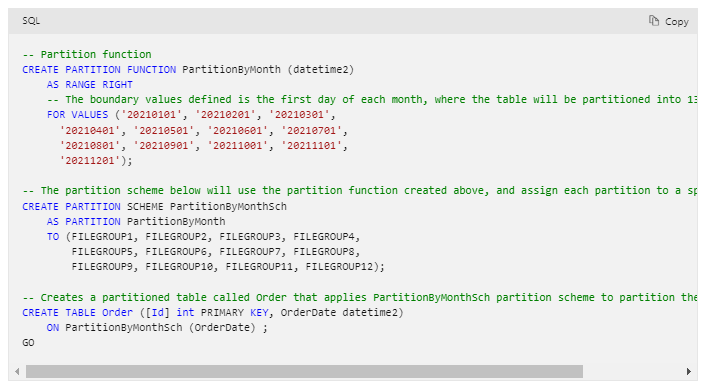 SQL
Copy
-- Partition function
CREATE PARTITION FUNCTION PartitionByMonth (datetime2)
    AS RANGE RIGHT
    -- The boundary values defined is the first day of each month, where the table will be partitioned into 13
    FOR VALUES ('20210101', '20210201', '20210301',
      '20210401', '20210501', '20210601', '20210701',
      '20210801', '20210901', '20211001', '20211101',
      '20211201');
-- The partition scheme below will use the partition function created above, and assign each partition to a sp
CREATE PARTITION SCHEME PartitionByMonthSch
    AS PARTITION PartitionByMonth
    TO (FILEGROUP1, FILEGROUP2, FILEGROUP3, FILEGROUP4,
        FILEGROUP5, FILEGROUP6, FILEGROUP7, FILEGROUP8,
        FILEGROUP9, FILEGROUP10, FILEGROUP11, FILEGROUP12);
-- Creates a partitioned table called Order that applies PartitionByMonthSch partition scheme to partition the
CREATE TABLE Order ([Id] int PRIMARY KEY, OrderDate datetime2)
    ON PartitionByMonthSch (OrderDate) ;
GO